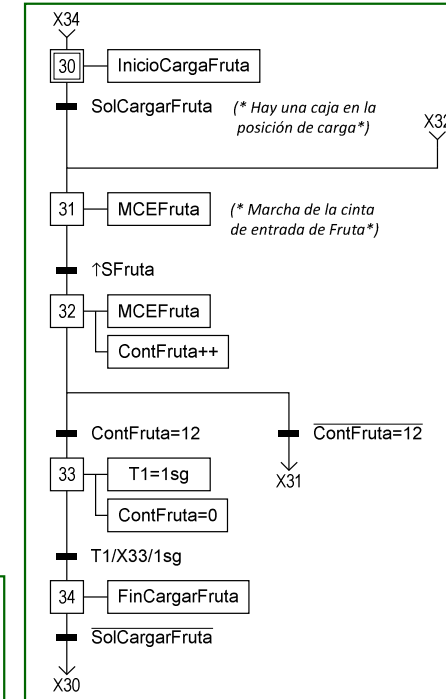 X34
30 InicioCargaFruta
SolCargarFruta (* Hay una caja en la
posición de carga*)
X32
31 MCEFruta (* Marcha de la cinta
de entrada de Fruta*)
↑SFruta
32 MCEFruta
ContFruta++
ContFruta=12 ContFruta=12
33 T1=1sg
X31
ContFruta=0
T1/X33/1sg
34 FinCargarFruta
SolCargarFruta
X30